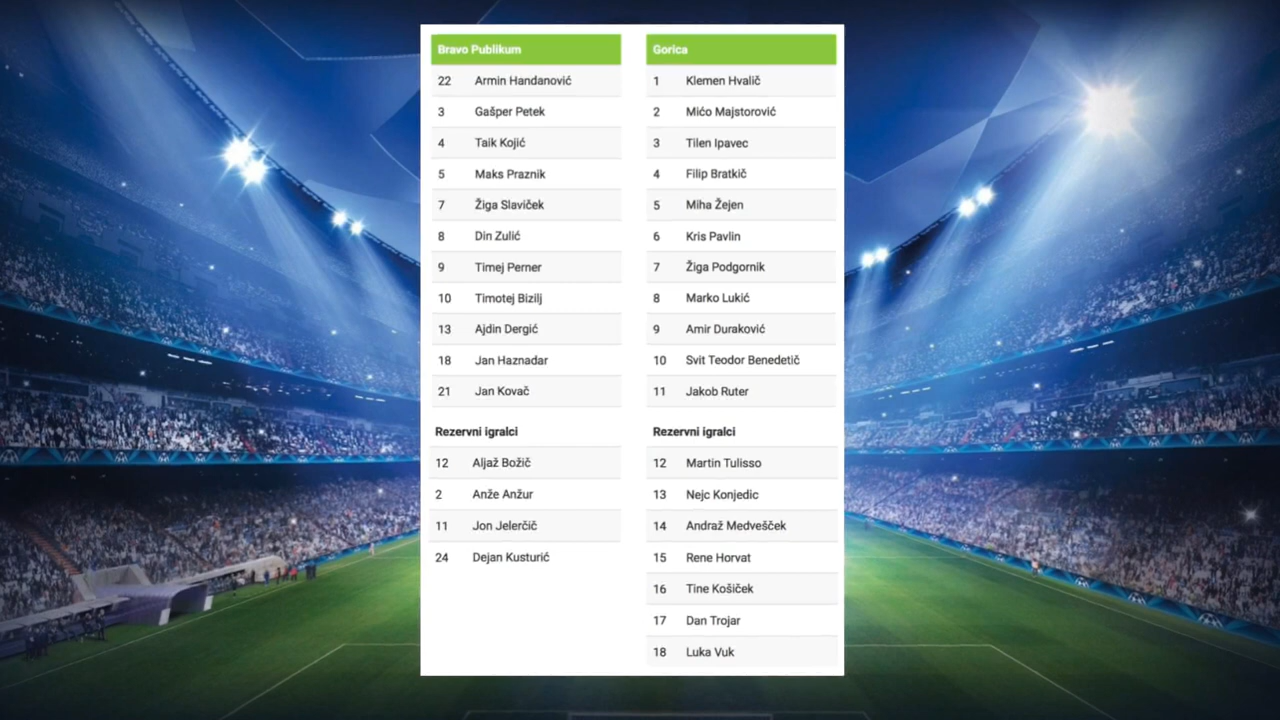 Bravo Publikum
22 Armin Handanović
3 Gašper Petek
4 Taik Kojić
5 Maks Praznik
7 Žiga Slaviček
8 Din Zulić
9 Timej Perner
10 Timotej Bizilj
13 Ajdin Dergić
18 Jan Haznadar
21 Jan Kovač
Rezervni igralci
12 Aljaž Božič
2 Anže Anžur
11 Jon Jelerčič
24 Dejan Kusturić
Gorica
1 Klemen Hvalič
2 Mićo Majstorović
3 Tilen Ipavec
4 Filip Bratkič
5 Miha Žejen
6 Kris Pavlin
7 Žiga Podgornik
8 Marko Lukić
9 Amir Duraković
10 Svit Teodor Benedetič
11 Jakob Ruter
Rezervni igralci
12 Martin Tulisso
13 Nejc Konjedic
14 Andraž Medvešček
15 Rene Horvat
16 Tine Košiček
17 Dan Trojar
18 Luka Vuk